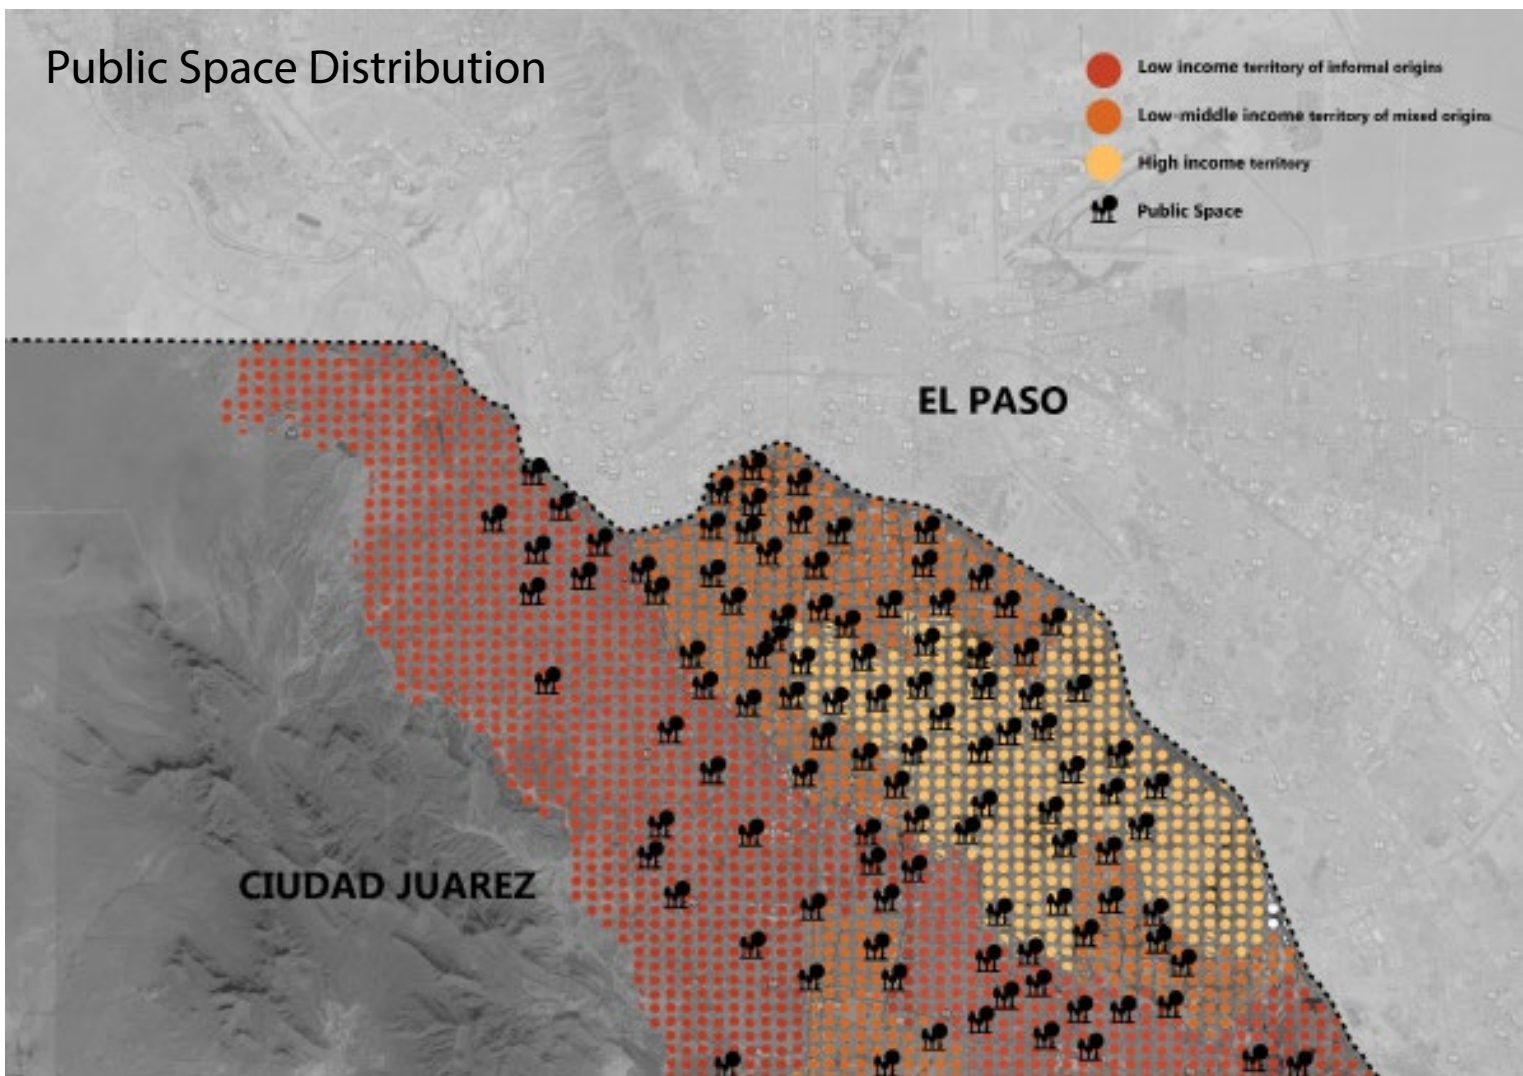 Public Space Distribution
Low income territory of informal origins
Low-middle income territory of mixed origins
High income territory
Public Space
EL PASO
CIUDAD JUAREZ